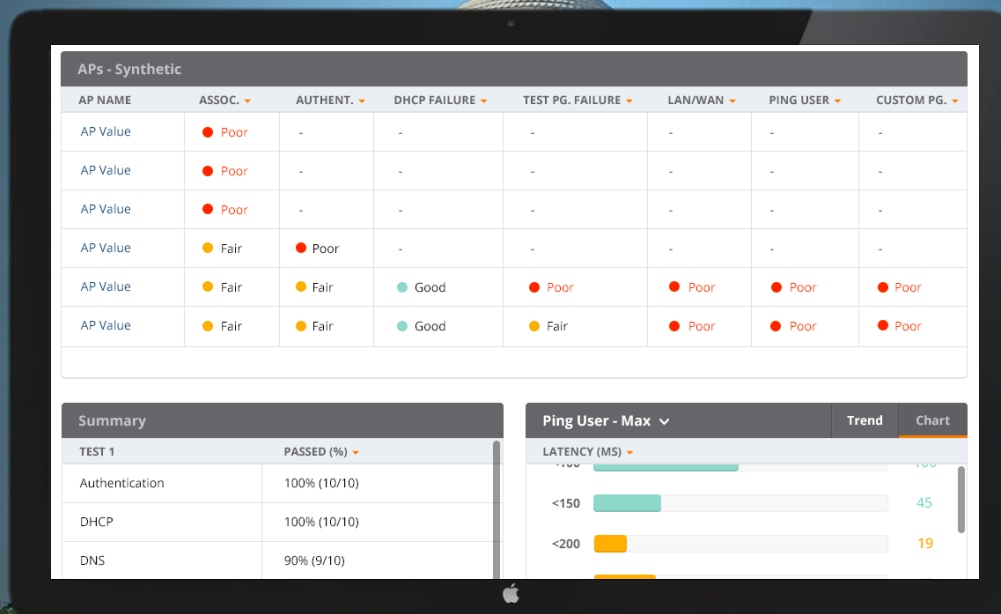 APs - Synthetic
AP NAME ASSOC. AUTHENT. DHCP FAILURE TEST PG. FAILURE LAN/WAN PING USER CUSTOM PG.
AP Value Poor - - - - - -
AP Value Poor - - - - - -
AP Value Poor - - - - - -
AP Value Fair Poor - - - - -
AP Value Fair Fair Good Poor Poor Poor Poor
AP Value Fair Fair Good Fair Poor Poor Poor
Summary
TEST 1 PASSED (%)
Authentication 100% (10/10)
DHCP 100% (10/10)
DNS 90% (9/10)
Ping User - Max Trend Chart
LATENCY (MS)
<150 45
<200 19